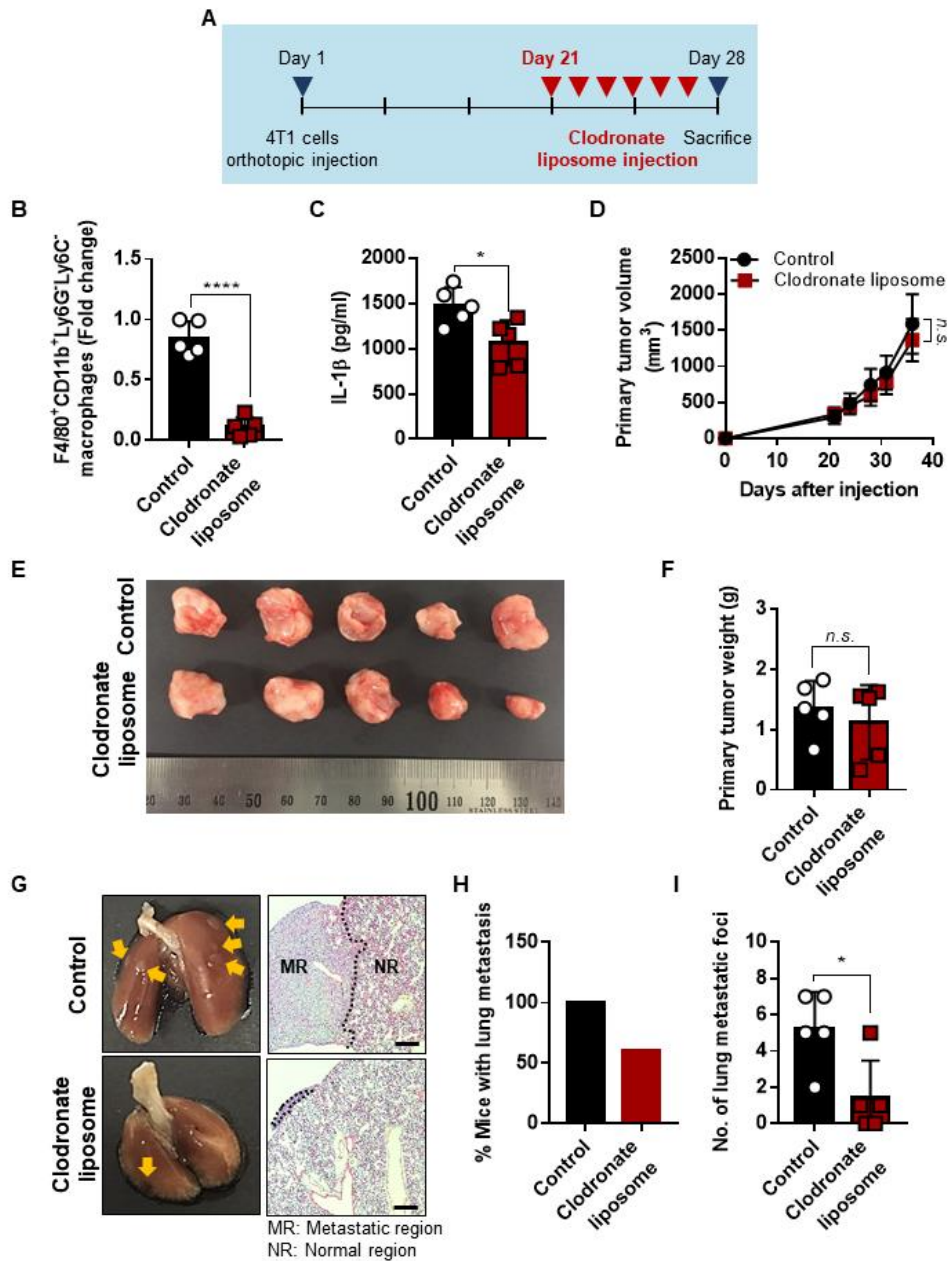 A
Day 1
Day 21
Day 28
4T1 cells
orthotopic injection
Clodronate
liposome injection
Sacrifice
B
F4/80⁺CD11b⁺Ly6G⁻Ly6C⁻
macrophages (Fold change)
1.5
1.0
0.5
0.0
****
Control
Clodronate
liposome
C
IL-1β (pg/ml)
2000
1500
1000
500
0
*
Control
Clodronate
liposome
D
Primary tumor volume
(mm³)
2500
2000
1500
1000
500
0
Control
Clodronate liposome
n.s.
0 10 20 30 40
Days after injection
E
Control
Clodronate
liposome
20 30 40 50 60 70 80 90 100 110 120 130 140
STAINLESS STEEL
F
Primary tumor weight (g)
3
2
1
0
n.s.
Control
Clodronate
liposome
G
Control
MR
NR
Clodronate
liposome
MR: Metastatic region
NR: Normal region
H
% Mice with lung metastasis
150
100
50
0
Control
Clodronate
liposome
I
No. of lung metastatic foci
10
8
6
4
2
0
*
Control
Clodronate
liposome